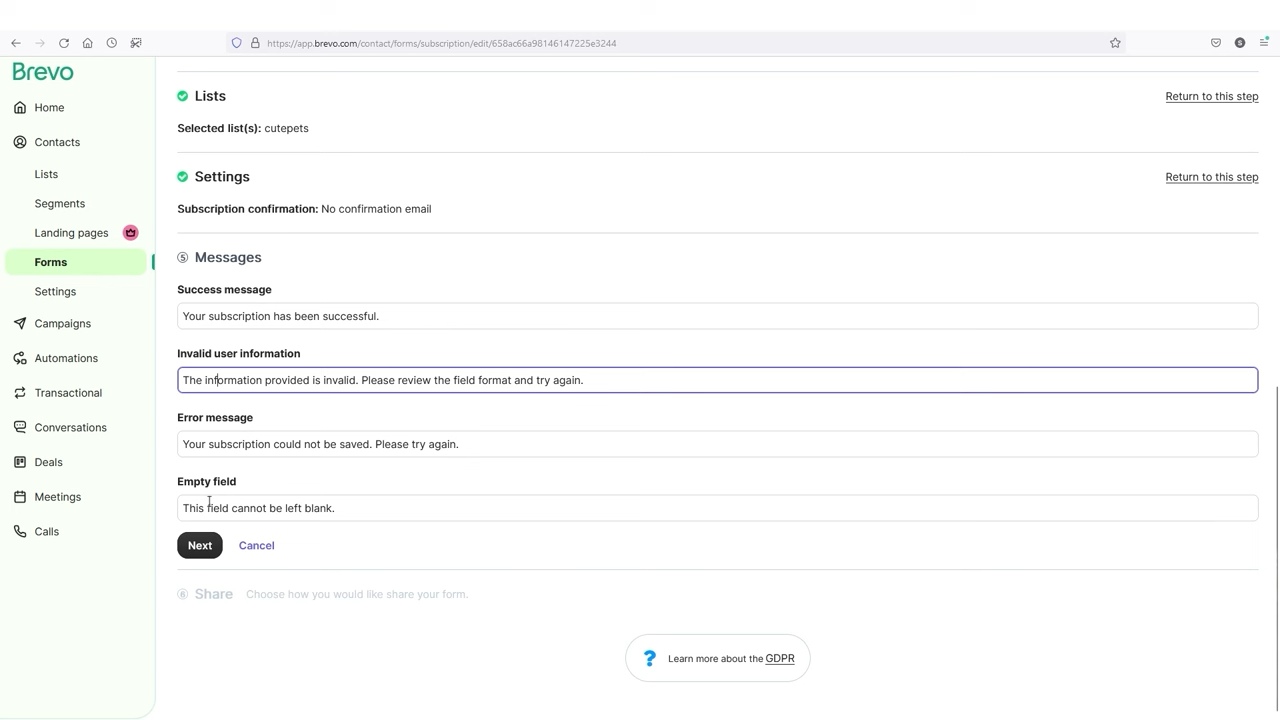 https://app.brevo.com/contact/forms/subscription/edit/658ac66a98146147225e3244
Brevo
Home
Contacts
Lists
Segments
Landing pages
Forms
Settings
Campaigns
Automations
Transactional
Conversations
Deals
Meetings
Calls
Lists
Return to this step
Selected list(s): cutepets
Settings
Return to this step
Subscription confirmation: No confirmation email
5 Messages
Success message
Your subscription has been successful.
Invalid user information
The information provided is invalid. Please review the field format and try again.
Error message
Your subscription could not be saved. Please try again.
Empty field
This field cannot be left blank.
Next Cancel
6 Share Choose how you would like share your form.
? Learn more about the GDPR